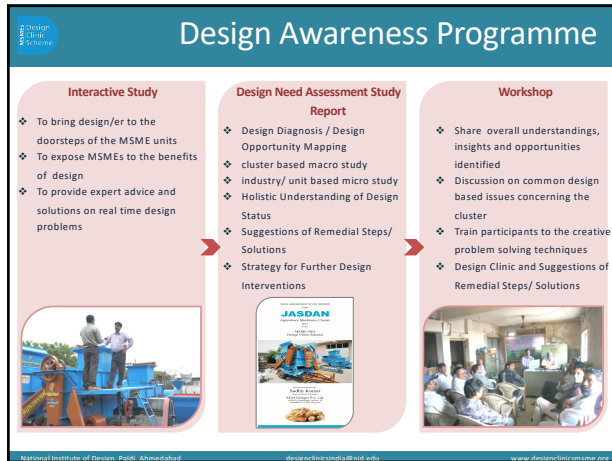 MSMEs
Design
Clinic
Scheme
Design Awareness Programme
Interactive Study
❖ To bring design/er to the
doorsteps of the MSME units
❖ To expose MSMEs to the benefits
of design
❖ To provide expert advice and
solutions on real time design
problems
Design Need Assessment Study
Report
❖ Design Diagnosis / Design
Opportunity Mapping
❖ cluster based macro study
❖ industry/ unit based micro study
❖ Holistic Understanding of Design
Status
❖ Suggestions of Remedial Steps/
Solutions
❖ Strategy for Further Design
Interventions
JASDAN
Agriculture Machinery Cluster
Design Clinic Scheme
Sudhir Kumar
Workshop
❖ Share overall understandings,
insights and opportunities
identified
❖ Discussion on common design
based issues concerning the
cluster
❖ Train participants to the creative
problem solving techniques
❖ Design Clinic and Suggestions of
Remedial Steps/ Solutions
National Institute of Design, Paldi, Ahmedabad
designclinicsindia@nid.edu
www.designclinicsmsme.org